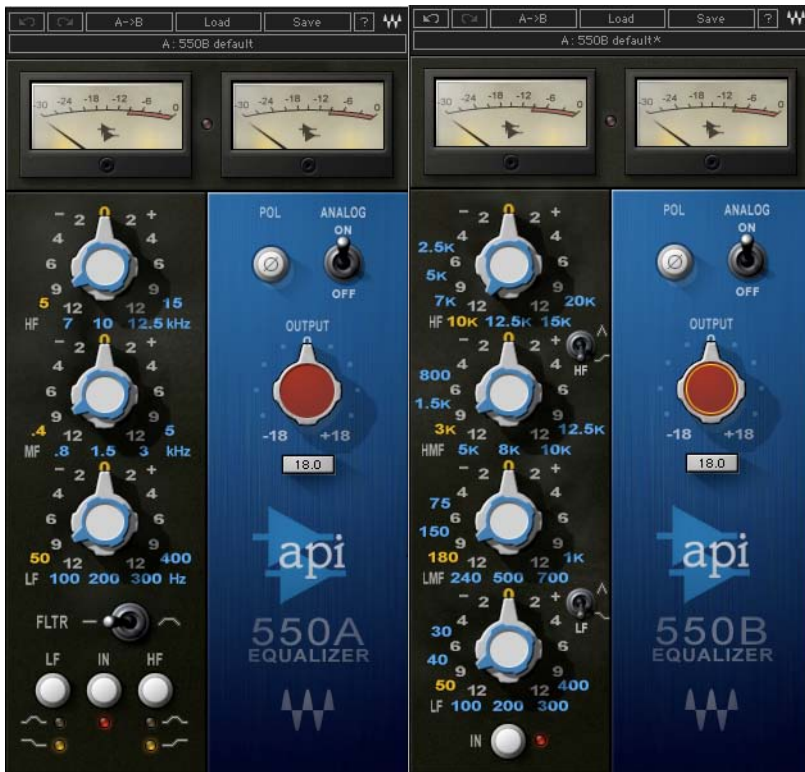 A->B Load Save ?
A: 550B default
-30 -24 -18 -12 -6 0
-30 -24 -18 -12 -6 0
- 2 0 2 +
4 4
6 6
9 9
5 12 12 15
HF 7 10 12.5 kHz
- 2 0 2 +
4 4
6 6
9 9
.4 12 12 5
MF .8 1.5 3 kHz
- 2 0 2 +
4 4
6 6
9 9
50 12 12 400
LF 100 200 300 Hz
FLTR
LF IN HF
POL ANALOG
ON
Ø
OFF
OUTPUT
0
-18 +18
18.0
api
550A
EQUALIZER
A->B Load Save ?
A: 550B default*
-30 -24 -18 -12 -6 0
-30 -24 -18 -12 -6 0
- 2 0 2 +
4 4
2.5K
6 6
5K
9 9
7K 12 12 20K
HF 10K 12.5K 15K
HF
- 2 0 2 +
4 4
800
6 6
1.5K
9 9
3K 12 12 12.5K
HMF 5K 8K 10K
- 2 0 2 +
4 4
75
6 6
150
9 9
180 12 12 1K
LMF 240 500 700
LF
- 2 0 2 +
4 4
30
6 6
40
9 9
50 12 12 400
LF 100 200 300
IN
POL ANALOG
ON
Ø
OFF
OUTPUT
0
-18 +18
18.0
api
550B
EQUALIZER